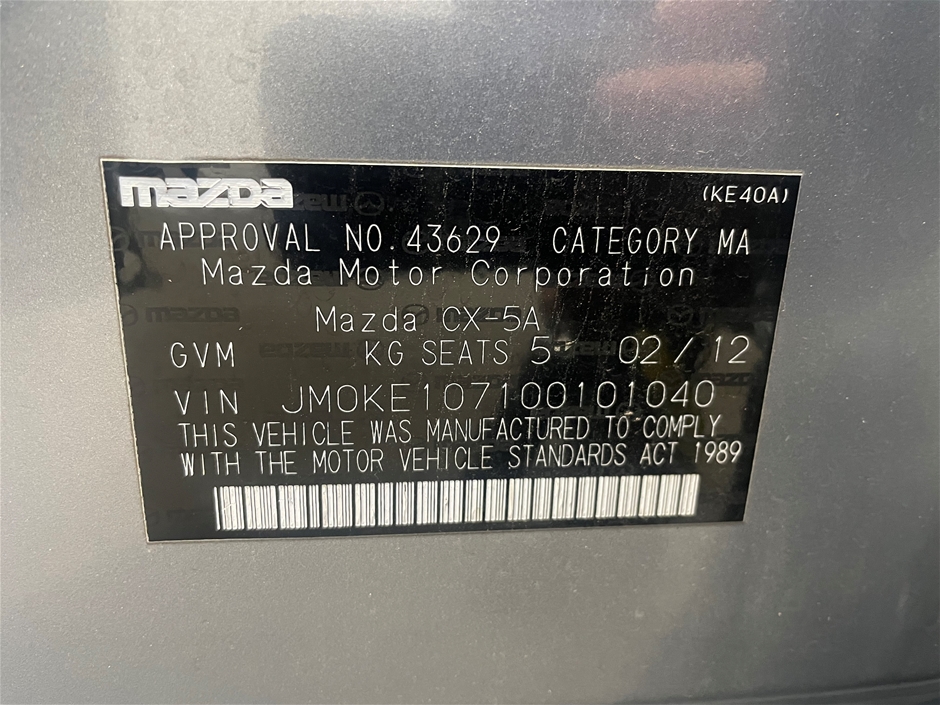 mazda (KE40A)
APPROVAL NO. 43629 CATEGORY MA
Mazda Motor Corporation
Mazda CX-5A
GVM KG SEATS 5 02/12
VIN JM0KE107100101040
THIS VEHICLE WAS MANUFACTURED TO COMPLY
WITH THE MOTOR VEHICLE STANDARDS ACT 1989